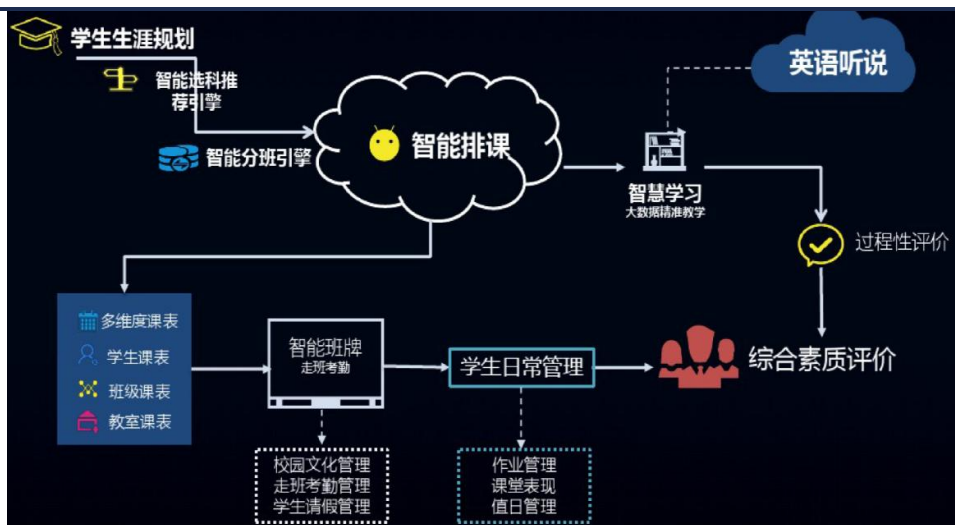 学生生涯规划
英语听说
智能选科推
荐引擎
智能排课
智能分班引擎
智慧学习
大数据精准教学
过程性评价
多维度课表
学生课表
班级课表
教室课表
智能班牌
走班考勤
学生日常管理
综合素质评价
校园文化管理
走班考勤管理
学生请假管理
作业管理
课堂表现
值日管理